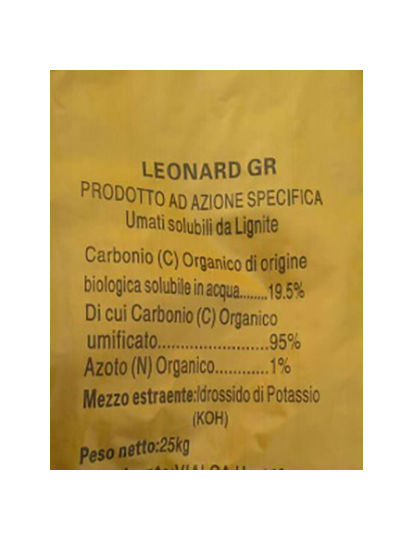 LEONARD GR
PRODOTTO AD AZIONE SPECIFICA
Umati solubili da Lignite
Carbonio (C) Organico di origine
biologica solubile in acqua........19.5%
Di cui Carbonio (C) Organico
umificato.......................95%
Azoto (N) Organico............1%
Mezzo estraente:Idrossido di Potassio
(KOH)
Peso netto:25kg